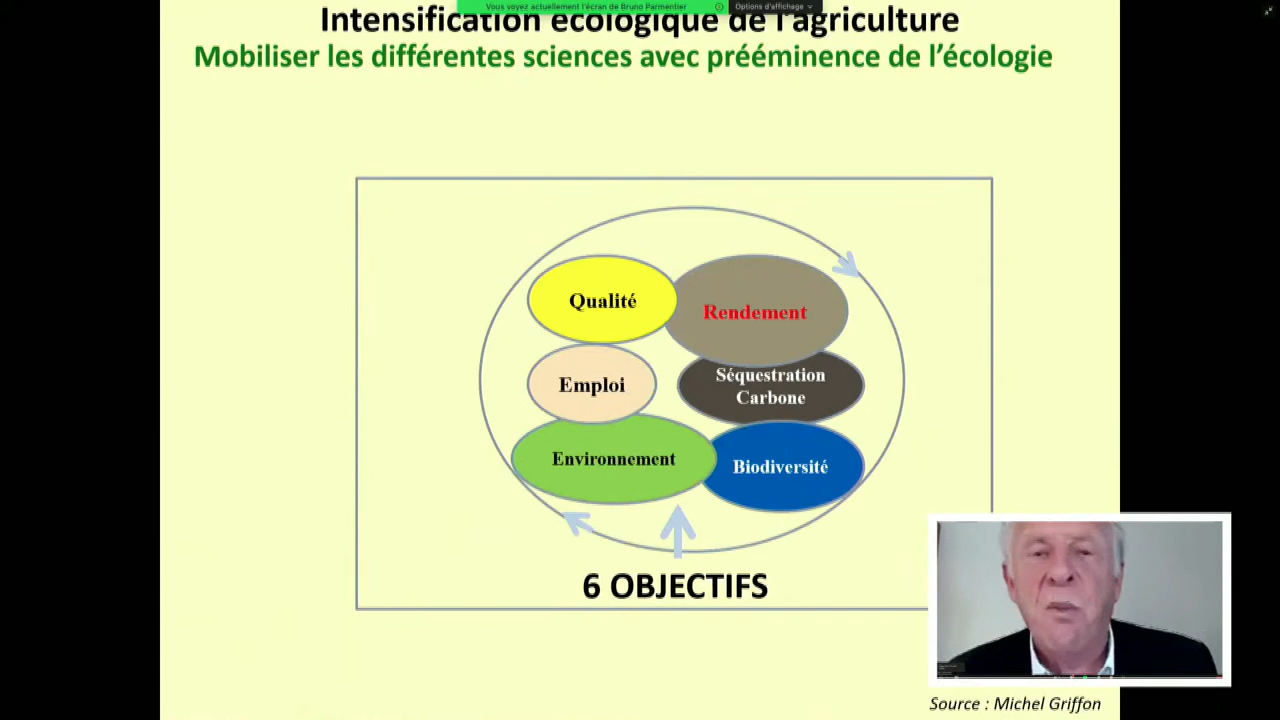 Vous voyez actuellement l'écran de Bruno Parmentier
Options d'affichage
Intensification écologique de l'agriculture
Mobiliser les différentes sciences avec prééminence de l'écologie
Qualité
Rendement
Emploi
Séquestration
Carbone
Environnement
Biodiversité
6 OBJECTIFS
Source : Michel Griffon